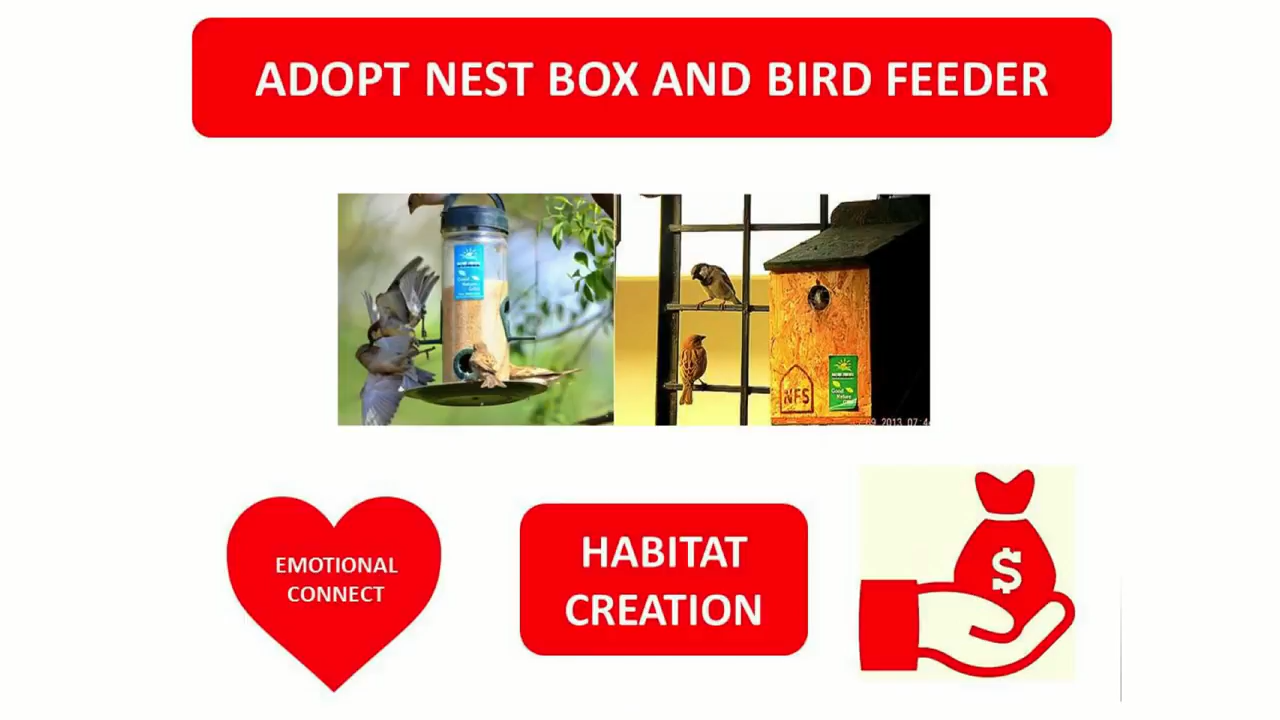 ADOPT NEST BOX AND BIRD FEEDER
NFS
EMOTIONAL
CONNECT
HABITAT
CREATION
$